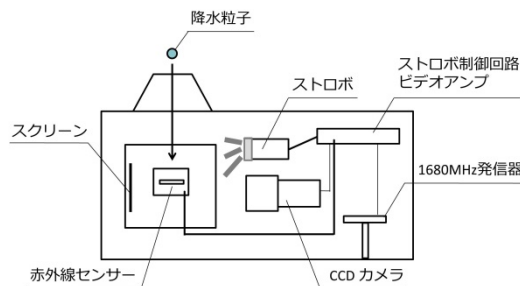 降水粒子
ストロボ
ストロボ制御回路
ビデオアンプ
スクリーン
1680MHz発信器
赤外線センサー
CCD カメラ